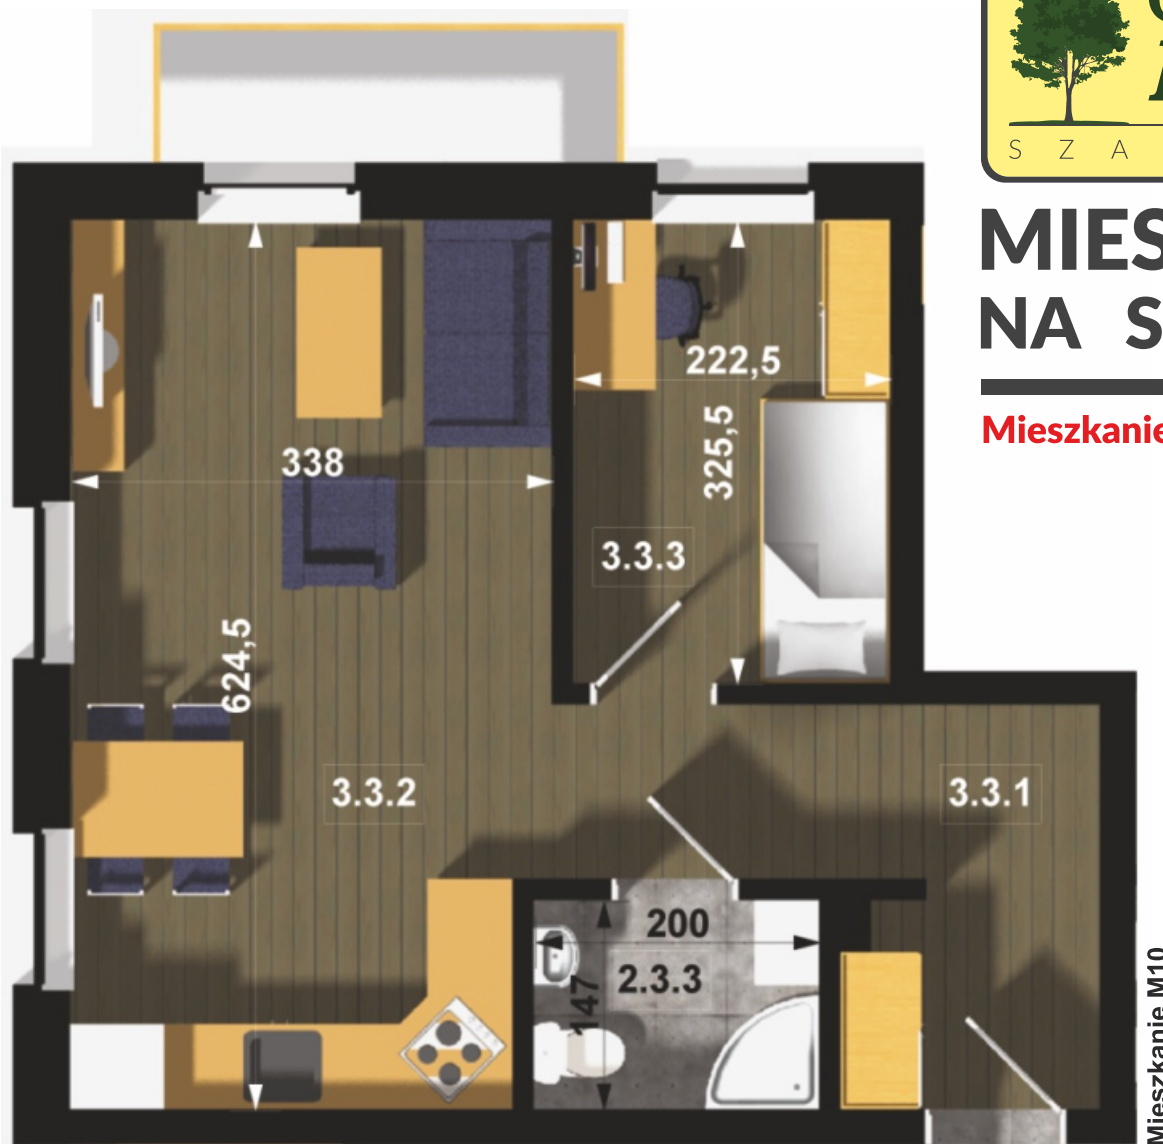 S Z A
MIES
NA S
Mieszkanie
222,5
325,5
338
3.3.3
624,5
3.3.2
3.3.1
200
2.3.3
147
Mieszkanie M10